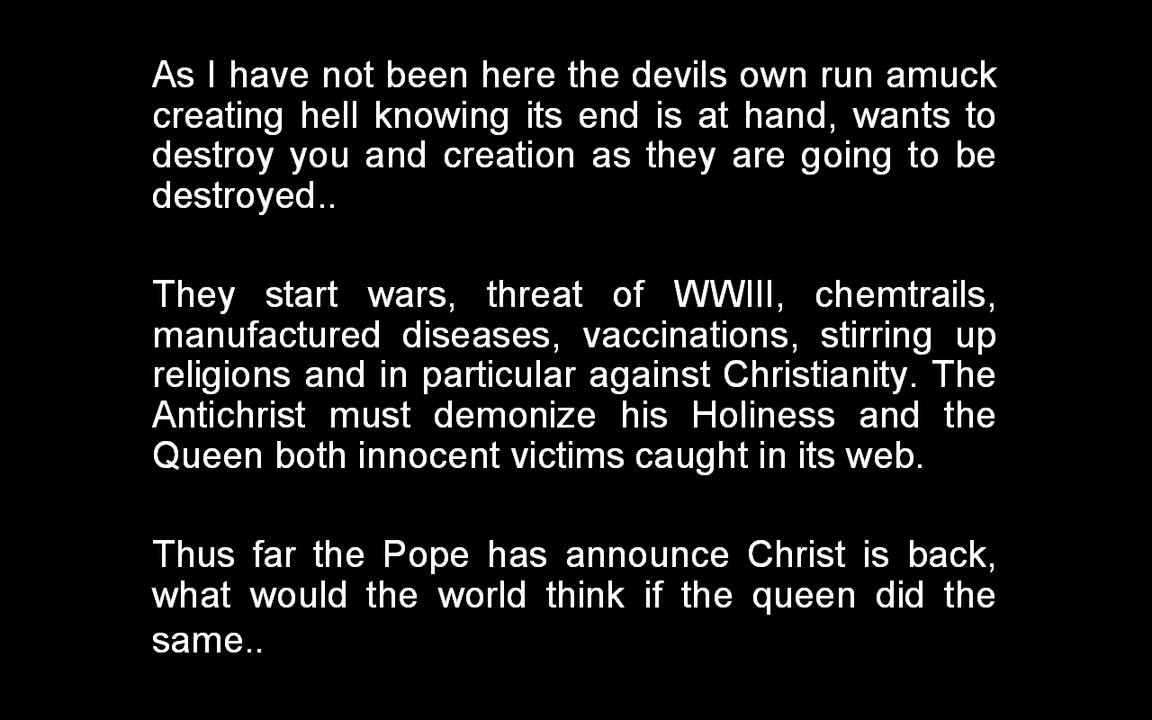 As I have not been here the devils own run amuck
creating hell knowing its end is at hand, wants to
destroy you and creation as they are going to be
destroyed..
They start wars, threat of WWIII, chemtrails,
manufactured diseases, vaccinations, stirring up
religions and in particular against Christianity. The
Antichrist must demonize his Holiness and the
Queen both innocent victims caught in its web.
Thus far the Pope has announce Christ is back,
what would the world think if the queen did the
same..